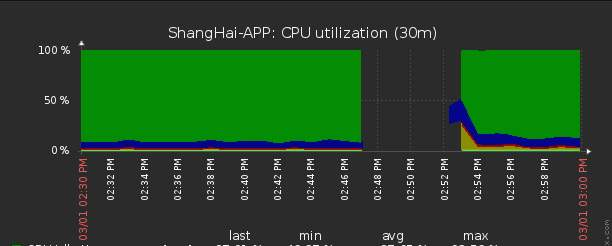 ShangHai-APP: CPU utilization (30m)
100 %
50 %
0 %
03/01 02:30 PM
02:32 PM
02:34 PM
02:36 PM
02:38 PM
02:40 PM
02:42 PM
02:44 PM
02:46 PM
02:48 PM
02:50 PM
02:52 PM
02:54 PM
02:56 PM
02:58 PM
03/01 03:00 PM
last min avg max